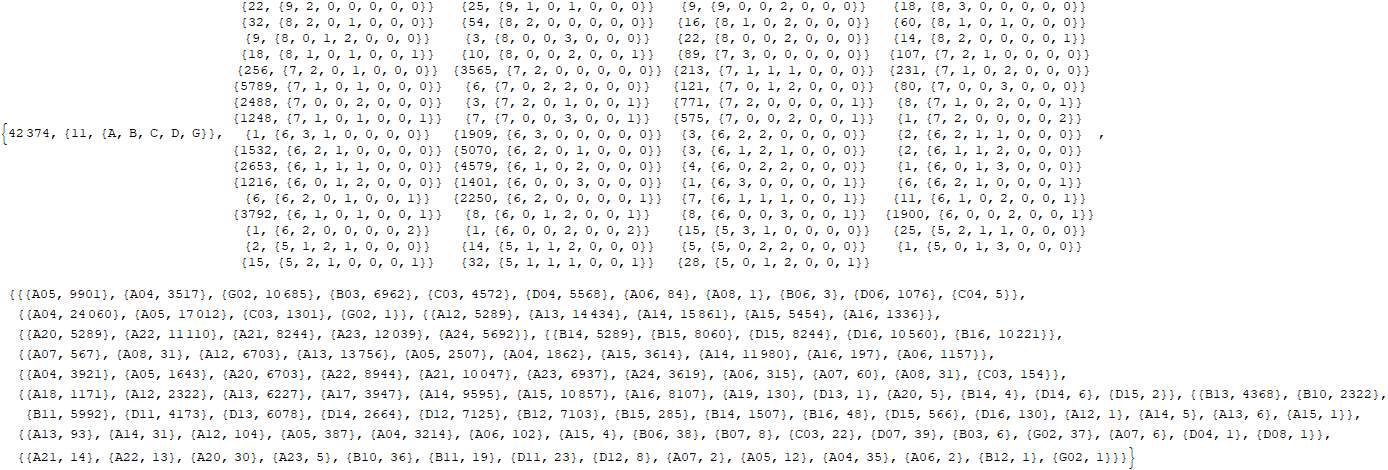 {22, {9, 2, 0, 0, 0, 0, 0}} {25, {9, 1, 0, 1, 0, 0, 0}} {9, {9, 0, 0, 2, 0, 0, 0}} {18, {8, 3, 0, 0, 0, 0, 0}}
{32, {8, 2, 0, 1, 0, 0, 0}} {54, {8, 2, 0, 0, 0, 0, 0}} {16, {8, 1, 0, 2, 0, 0, 0}} {60, {8, 1, 0, 1, 0, 0, 0}}
{9, {8, 0, 1, 2, 0, 0, 0}} {3, {8, 0, 0, 3, 0, 0, 0}} {22, {8, 0, 0, 2, 0, 0, 0}} {14, {8, 2, 0, 0, 0, 0, 1}}
{18, {8, 1, 0, 1, 0, 0, 1}} {10, {8, 0, 0, 2, 0, 0, 1}} {89, {7, 3, 0, 0, 0, 0, 0}} {107, {7, 2, 1, 0, 0, 0, 0}}
{256, {7, 2, 0, 1, 0, 0, 0}} {3565, {7, 2, 0, 0, 0, 0, 0}} {213, {7, 1, 1, 1, 0, 0, 0}} {231, {7, 1, 0, 2, 0, 0, 0}}
{5789, {7, 1, 0, 1, 0, 0, 0}} {6, {7, 0, 2, 2, 0, 0, 0}} {121, {7, 0, 1, 2, 0, 0, 0}} {80, {7, 0, 0, 3, 0, 0, 0}}
{2488, {7, 0, 0, 2, 0, 0, 0}} {3, {7, 2, 0, 1, 0, 0, 1}} {771, {7, 2, 0, 0, 0, 0, 1}} {8, {7, 1, 0, 2, 0, 0, 1}}
{42 374, {11, {A, B, C, D, G}}, {1248, {7, 1, 0, 1, 0, 0, 1}} {7, {7, 0, 0, 3, 0, 0, 1}} {575, {7, 0, 0, 2, 0, 0, 1}} {1, {7, 2, 0, 0, 0, 0, 2}} ,
{1, {6, 3, 1, 0, 0, 0, 0}} {1909, {6, 3, 0, 0, 0, 0, 0}} {3, {6, 2, 2, 0, 0, 0, 0}} {2, {6, 2, 1, 1, 0, 0, 0}}
{1532, {6, 2, 1, 0, 0, 0, 0}} {5070, {6, 2, 0, 1, 0, 0, 0}} {3, {6, 1, 2, 1, 0, 0, 0}} {2, {6, 1, 1, 2, 0, 0, 0}}
{2653, {6, 1, 1, 1, 0, 0, 0}} {4579, {6, 1, 0, 2, 0, 0, 0}} {4, {6, 0, 2, 2, 0, 0, 0}} {1, {6, 0, 1, 3, 0, 0, 0}}
{1216, {6, 0, 1, 2, 0, 0, 0}} {1401, {6, 0, 0, 3, 0, 0, 0}} {1, {6, 3, 0, 0, 0, 0, 1}} {6, {6, 2, 1, 0, 0, 0, 1}}
{6, {6, 2, 0, 1, 0, 0, 1}} {2250, {6, 2, 0, 0, 0, 0, 1}} {7, {6, 1, 1, 1, 0, 0, 1}} {11, {6, 1, 0, 2, 0, 0, 1}}
{3792, {6, 1, 0, 1, 0, 0, 1}} {8, {6, 0, 1, 2, 0, 0, 1}} {8, {6, 0, 0, 3, 0, 0, 1}} {1900, {6, 0, 0, 2, 0, 0, 1}}
{1, {6, 2, 0, 0, 0, 0, 2}} {1, {6, 0, 0, 2, 0, 0, 2}} {15, {5, 3, 1, 0, 0, 0, 0}} {25, {5, 2, 1, 1, 0, 0, 0}}
{2, {5, 1, 2, 1, 0, 0, 0}} {14, {5, 1, 1, 2, 0, 0, 0}} {5, {5, 0, 2, 2, 0, 0, 0}} {1, {5, 0, 1, 3, 0, 0, 0}}
{15, {5, 2, 1, 0, 0, 0, 1}} {32, {5, 1, 1, 1, 0, 0, 1}} {28, {5, 0, 1, 2, 0, 0, 1}}
{{{A05, 9901}, {A04, 3517}, {G02, 10 685}, {B03, 6962}, {C03, 4572}, {D04, 5568}, {A06, 84}, {A08, 1}, {B06, 3}, {D06, 1076}, {C04, 5}},
{{A04, 24 060}, {A05, 17 012}, {C03, 1301}, {G02, 1}}, {{A12, 5289}, {A13, 14 434}, {A14, 15 861}, {A15, 5454}, {A16, 1336}},
{{A20, 5289}, {A22, 11 110}, {A21, 8244}, {A23, 12 039}, {A24, 5692}}, {{B14, 5289}, {B15, 8060}, {D15, 8244}, {D16, 10 560}, {B16, 10 221}},
{{A07, 567}, {A08, 31}, {A12, 6703}, {A13, 13 756}, {A05, 2507}, {A04, 1862}, {A15, 3614}, {A14, 11 980}, {A16, 197}, {A06, 1157}},
{{A04, 3921}, {A05, 1643}, {A20, 6703}, {A22, 8944}, {A21, 10 047}, {A23, 6937}, {A24, 3619}, {A06, 315}, {A07, 60}, {A08, 31}, {C03, 154}},
{{A18, 1171}, {A12, 2322}, {A13, 6227}, {A17, 3947}, {A14, 9595}, {A15, 10 857}, {A16, 8107}, {A19, 130}, {D13, 1}, {A20, 5}, {B14, 4}, {D14, 6}, {D15, 2}}, {{B13, 4368}, {B10, 2322},
{B11, 5992}, {D11, 4173}, {D13, 6078}, {D14, 2664}, {D12, 7125}, {B12, 7103}, {B15, 285}, {B14, 1507}, {B16, 48}, {D15, 566}, {D16, 130}, {A12, 1}, {A14, 5}, {A13, 6}, {A15, 1}},
{{A13, 93}, {A14, 31}, {A12, 104}, {A05, 387}, {A04, 3214}, {A06, 102}, {A15, 4}, {B06, 38}, {B07, 8}, {C03, 22}, {D07, 39}, {B03, 6}, {G02, 37}, {A07, 6}, {D04, 1}, {D08, 1}},
{{A21, 14}, {A22, 13}, {A20, 30}, {A23, 5}, {B10, 36}, {B11, 19}, {D11, 23}, {D12, 8}, {A07, 2}, {A05, 12}, {A04, 35}, {A06, 2}, {B12, 1}, {G02, 1}}}}